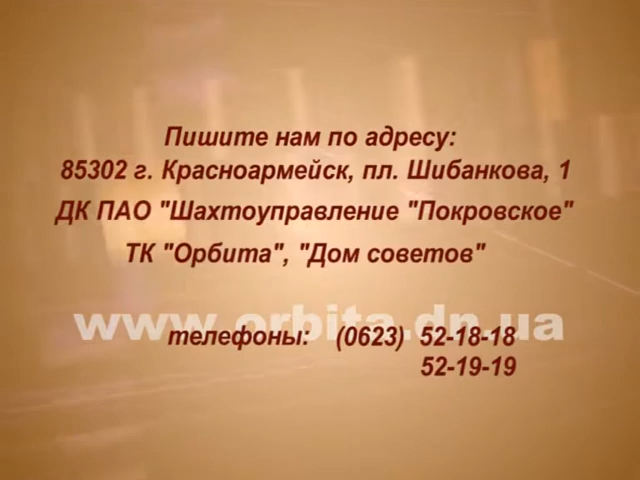 Пишите нам по адресу:
85302 г. Красноармейск, пл. Шибанкова, 1
ДК ПАО "Шахтоуправление "Покровское"
ТК "Орбита", "Дом советов"
www.orbita.dn.ua
телефоны: (0623) 52-18-18
52-19-19